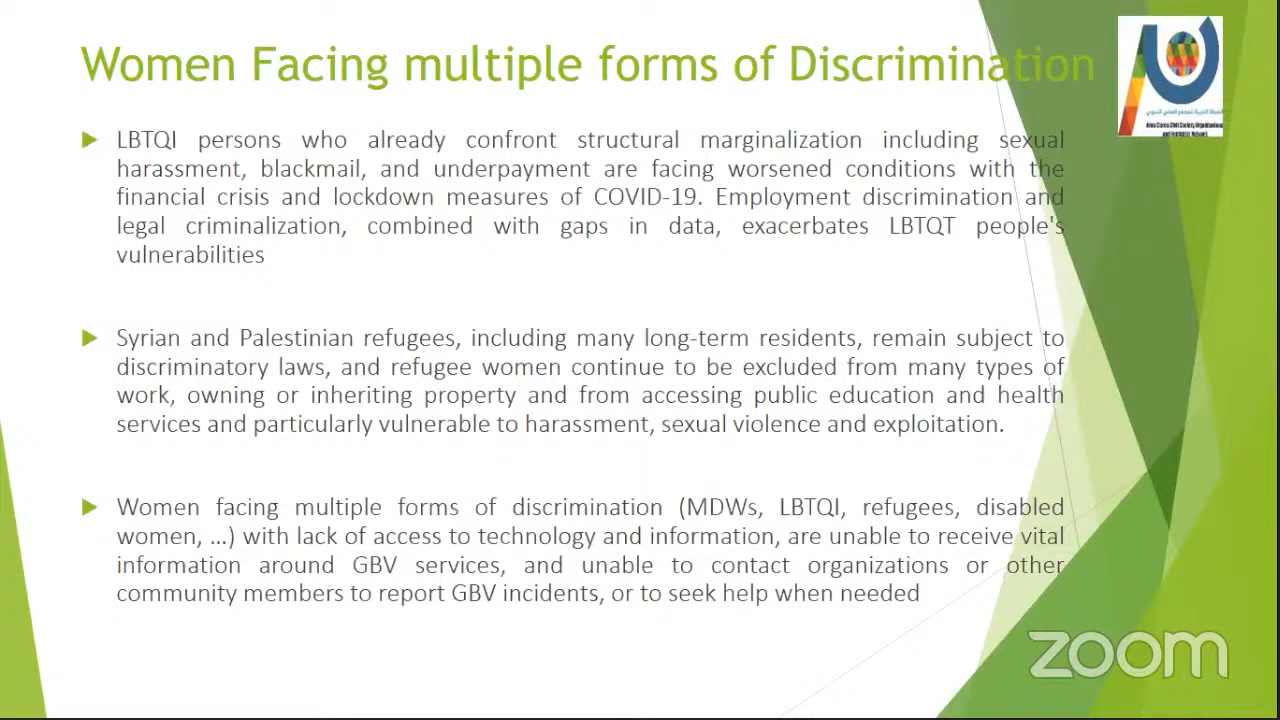 Women Facing multiple forms of Discrimination
LBTQI persons who already confront structural marginalization including sexual
harassment, blackmail, and underpayment are facing worsened conditions with the
financial crisis and lockdown measures of COVID-19. Employment discrimination and
legal criminalization, combined with gaps in data, exacerbates LBTQT people's
vulnerabilities
Syrian and Palestinian refugees, including many long-term residents, remain subject to
discriminatory laws, and refugee women continue to be excluded from many types of
work, owning or inheriting property and from accessing public education and health
services and particularly vulnerable to harassment, sexual violence and exploitation.
Women facing multiple forms of discrimination (MDWs, LBTQI, refugees, disabled
women, …) with lack of access to technology and information, are unable to receive vital
information around GBV services, and unable to contact organizations or other
community members to report GBV incidents, or to seek help when needed
zoom